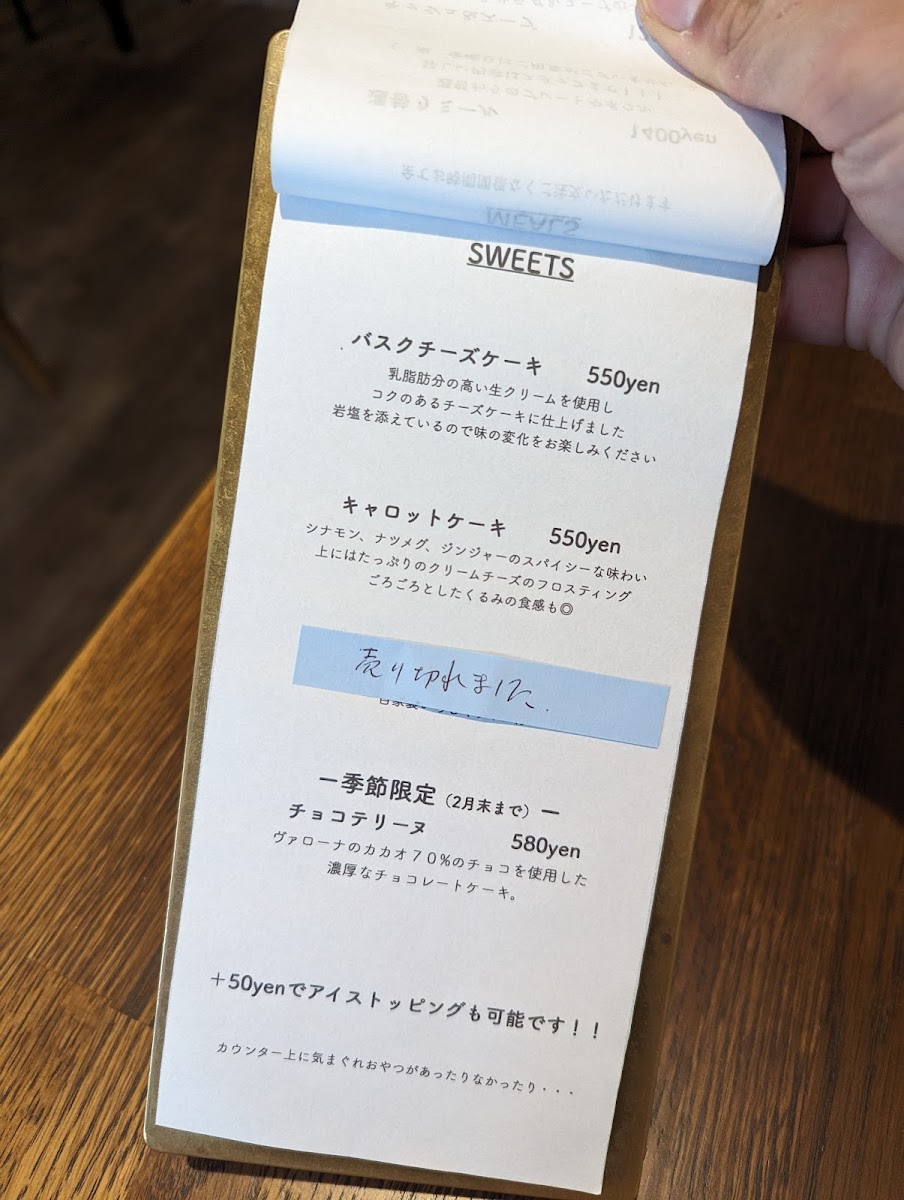 SWEETS
バスクチーズケーキ 550yen
乳脂肪分の高い生クリームを使用し
コクのあるチーズケーキに仕上げました
岩塩を添えているので味の変化をお楽しみください
キャロットケーキ 550yen
シナモン、ナツメグ、ジンジャーのスパイシーな味わい
上にはたっぷりのクリームチーズのフロスティング
ごろごろとしたくるみの食感も◎
売り切れました.
ー季節限定（2月末まで）ー
チョコテリーヌ 580yen
ヴァローナのカカオ７０%のチョコを使用した
濃厚なチョコレートケーキ。
＋50yenでアイストッピングも可能です！！
カウンター上に気まぐれおやつがあったりなかったり・・・